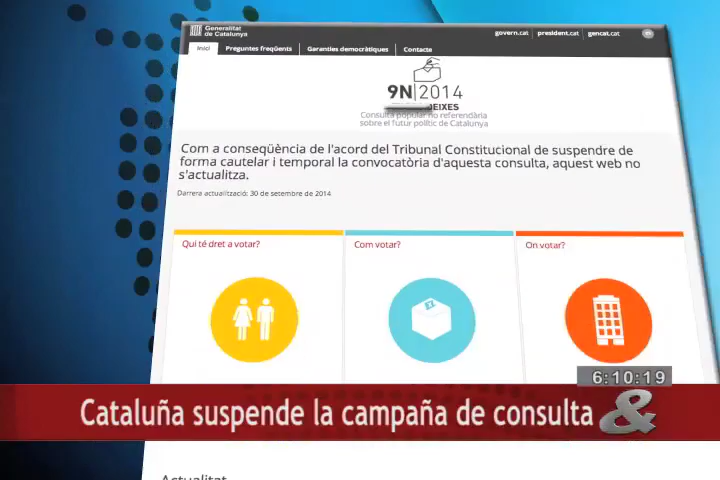 Generalitat
de Catalunya
govern.cat
president.cat
gencat.cat
Inici
Preguntes freqüents
Garanties democràtiques
Contacte
9N|2014
DEIXES
Consulta popular no referendària
sobre el futur polític de Catalunya
Com a conseqüència de l'acord del Tribunal Constitucional de suspendre de
forma cautelar i temporal la convocatòria d'aquesta consulta, aquest web no
s'actualitza.
Darrera actualització: 30 de setembre de 2014
Qui té dret a votar?
Com votar?
On votar?
6:10:19
Cataluña suspende la campaña de consulta &
Actualitat